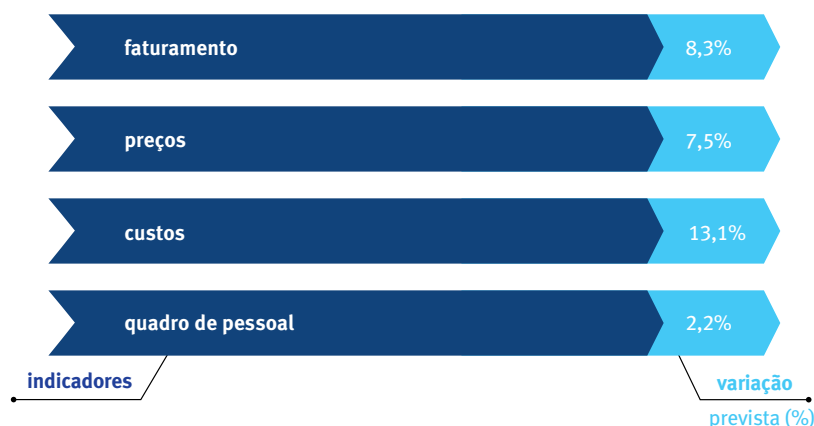 faturamento 8,3%
preços 7,5%
custos 13,1%
quadro de pessoal 2,2%
indicadores
variação
prevista (%)